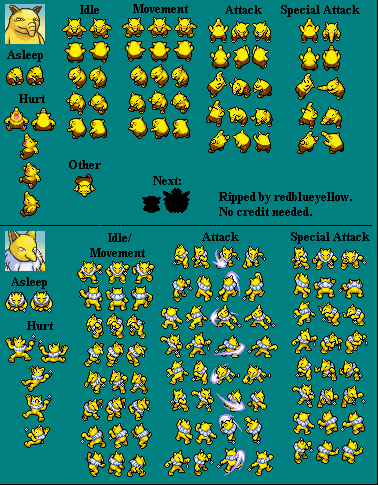 Idle
Movement
Attack
Special Attack
Asleep
Hurt
Other
Next:
Ripped by redblueyellow.
No credit needed.
Idle/
Movement
Attack
Special Attack
Asleep
Hurt